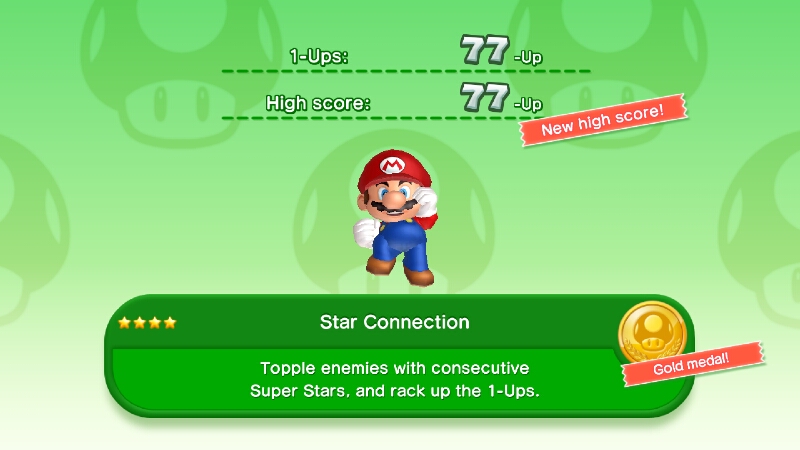 1-Ups: 77 -Up
High score: 77 -Up
New high score!
Star Connection
Topple enemies with consecutive
Super Stars, and rack up the 1-Ups.
Gold medal!